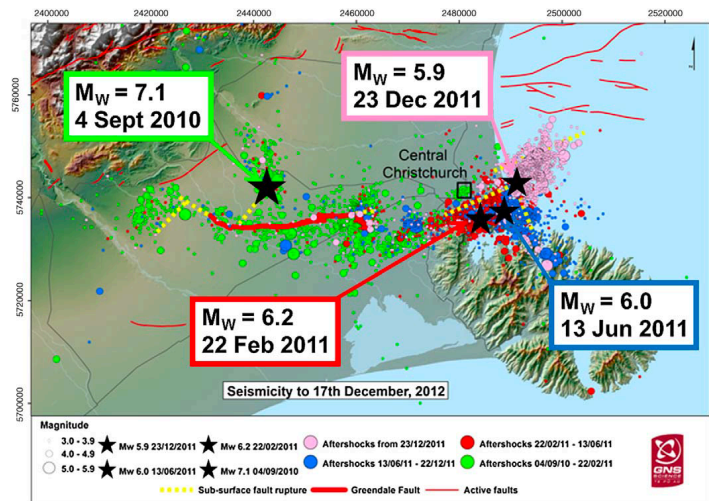 2400000 2420000 2440000 2460000 2480000 2500000 2520000
5760000
5740000
5720000
5700000
Mw = 7.1
4 Sept 2010
Mw = 5.9
23 Dec 2011
Central
Christchurch
Mw = 6.2
22 Feb 2011
Mw = 6.0
13 Jun 2011
Seismicity to 17th December, 2012
Magnitude
3.0 - 3.9
4.0 - 4.9
5.0 - 5.9
Mw 5.9 23/12/2011
Mw 6.2 22/02/2011
Mw 6.0 13/06/2011
Mw 7.1 04/09/2010
Aftershocks from 23/12/2011
Aftershocks 22/02/11 - 13/06/11
Aftershocks 13/06/11 - 22/12/11
Aftershocks 04/09/10 - 22/02/11
Sub-surface fault rupture
Greendale Fault
Active faults
GNS
SCIENCE
TE PŪ AO